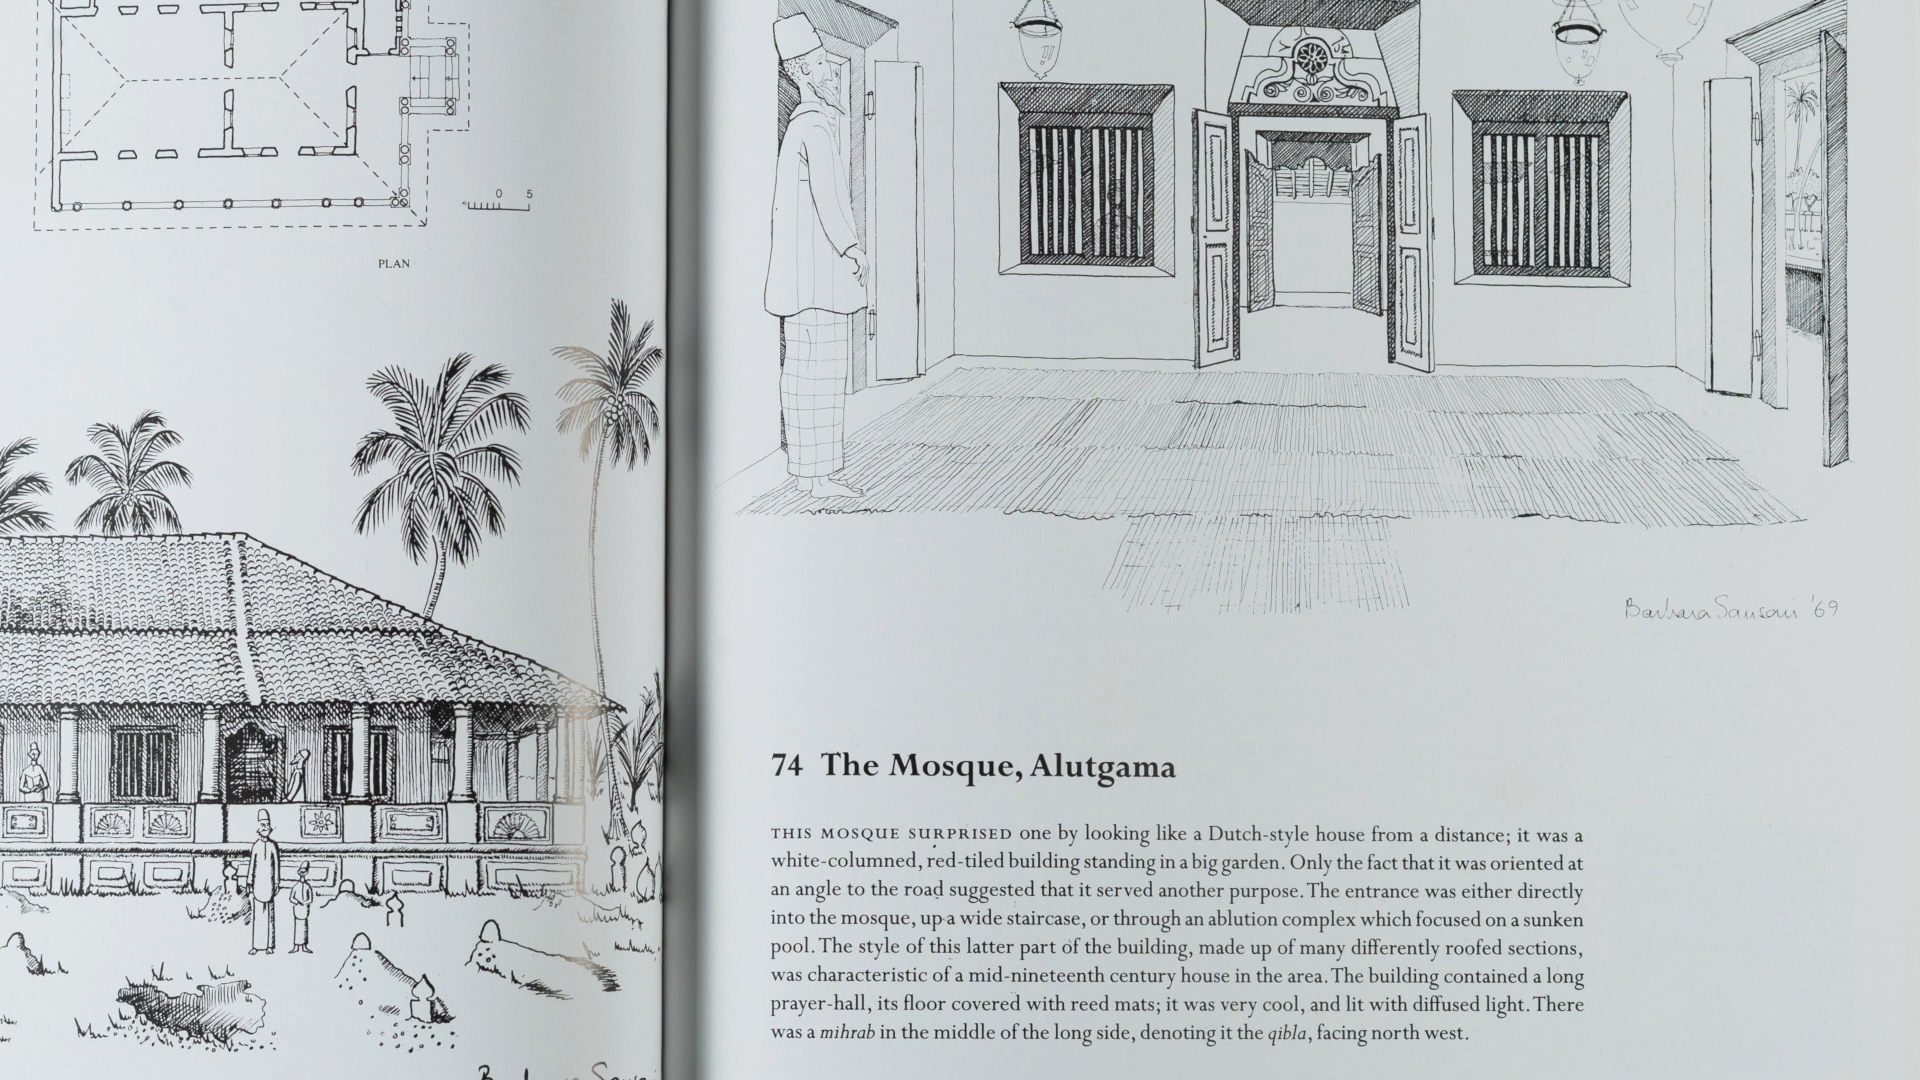 0 5
PLAN
Barbara Sansoni '69
74 The Mosque, Alutgama
THIS MOSQUE SURPRISED one by looking like a Dutch-style house from a distance; it was a
white-columned, red-tiled building standing in a big garden. Only the fact that it was oriented at
an angle to the road suggested that it served another purpose. The entrance was either directly
into the mosque, up a wide staircase, or through an ablution complex which focused on a sunken
pool. The style of this latter part of the building, made up of many differently roofed sections,
was characteristic of a mid-nineteenth century house in the area. The building contained a long
prayer-hall, its floor covered with reed mats; it was very cool, and lit with diffused light. There
was a mihrab in the middle of the long side, denoting it the qibla, facing north west.